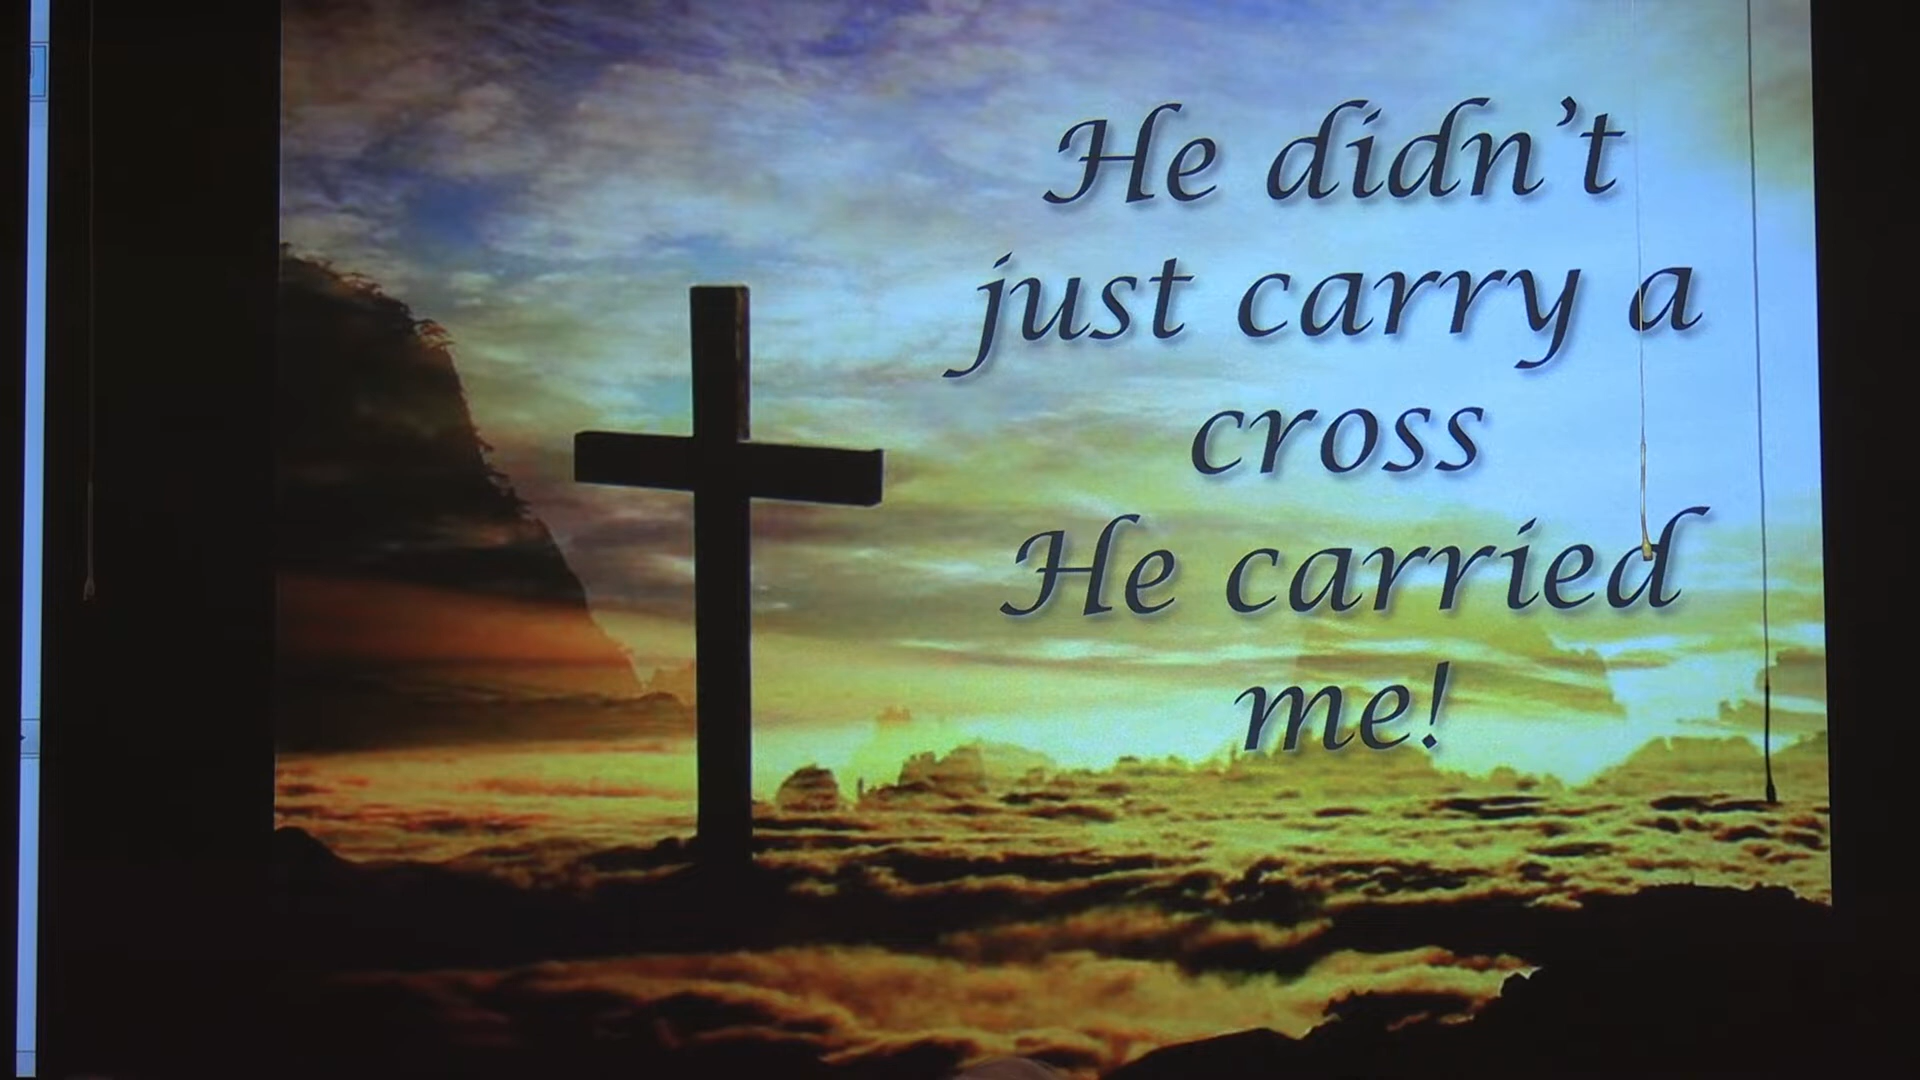 He didn't
just carry a
cross
He carried
me!